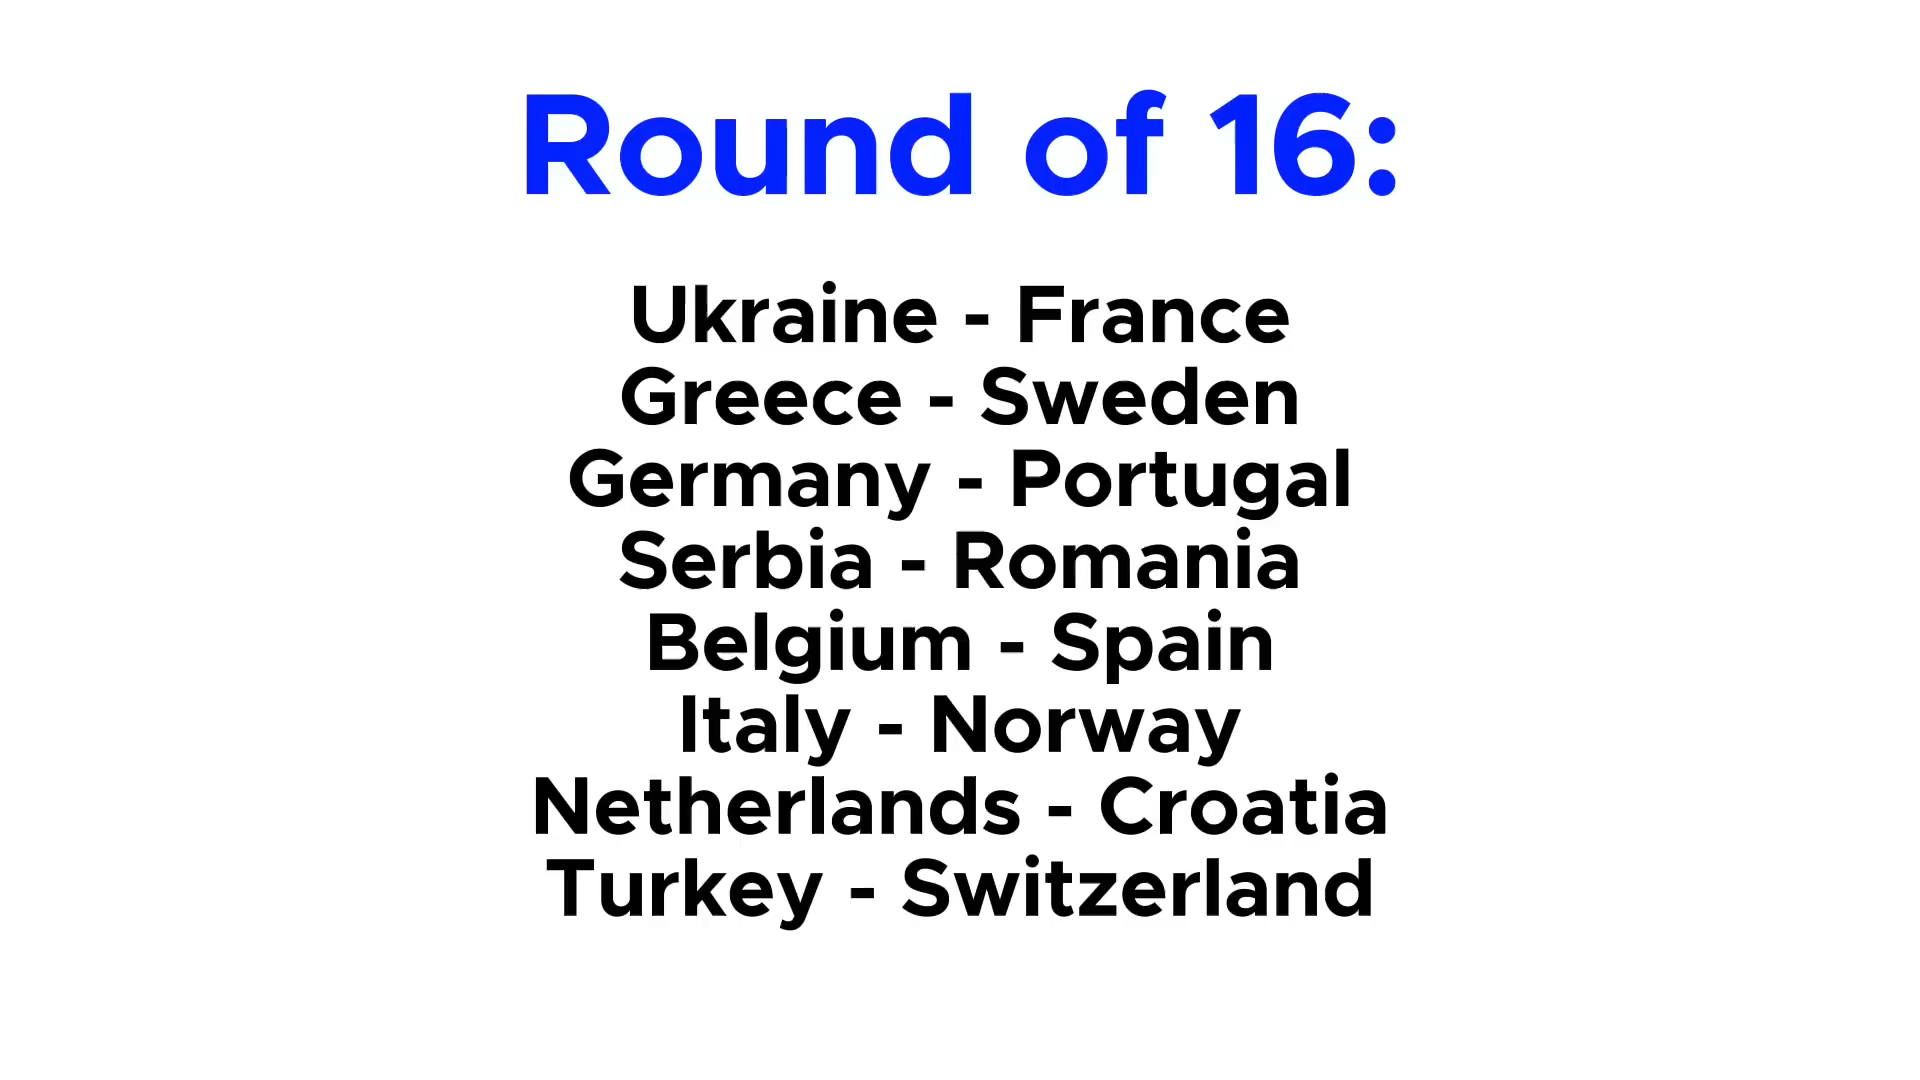 Round of 16:
Ukraine - France
Greece - Sweden
Germany - Portugal
Serbia - Romania
Belgium - Spain
Italy - Norway
Netherlands - Croatia
Turkey - Switzerland